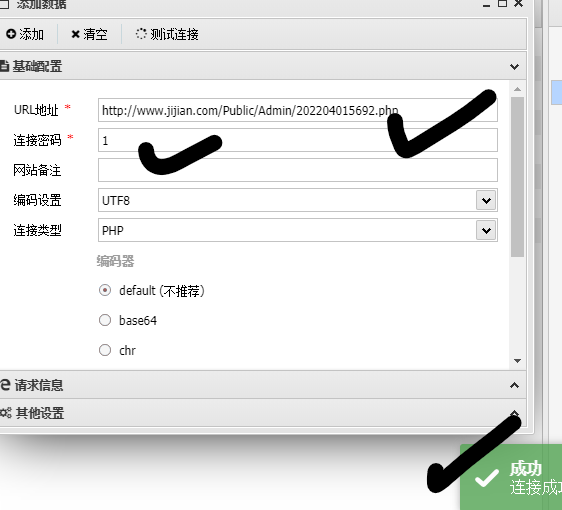 添加数据
添加 清空 测试连接
基础配置
URL地址 * http://www.jijian.com/Public/Admin/202204015692.php
连接密码 * 1
网站备注
编码设置 UTF8
连接类型 PHP
编码器
default (不推荐)
base64
chr
请求信息
其他设置
成功
连接成